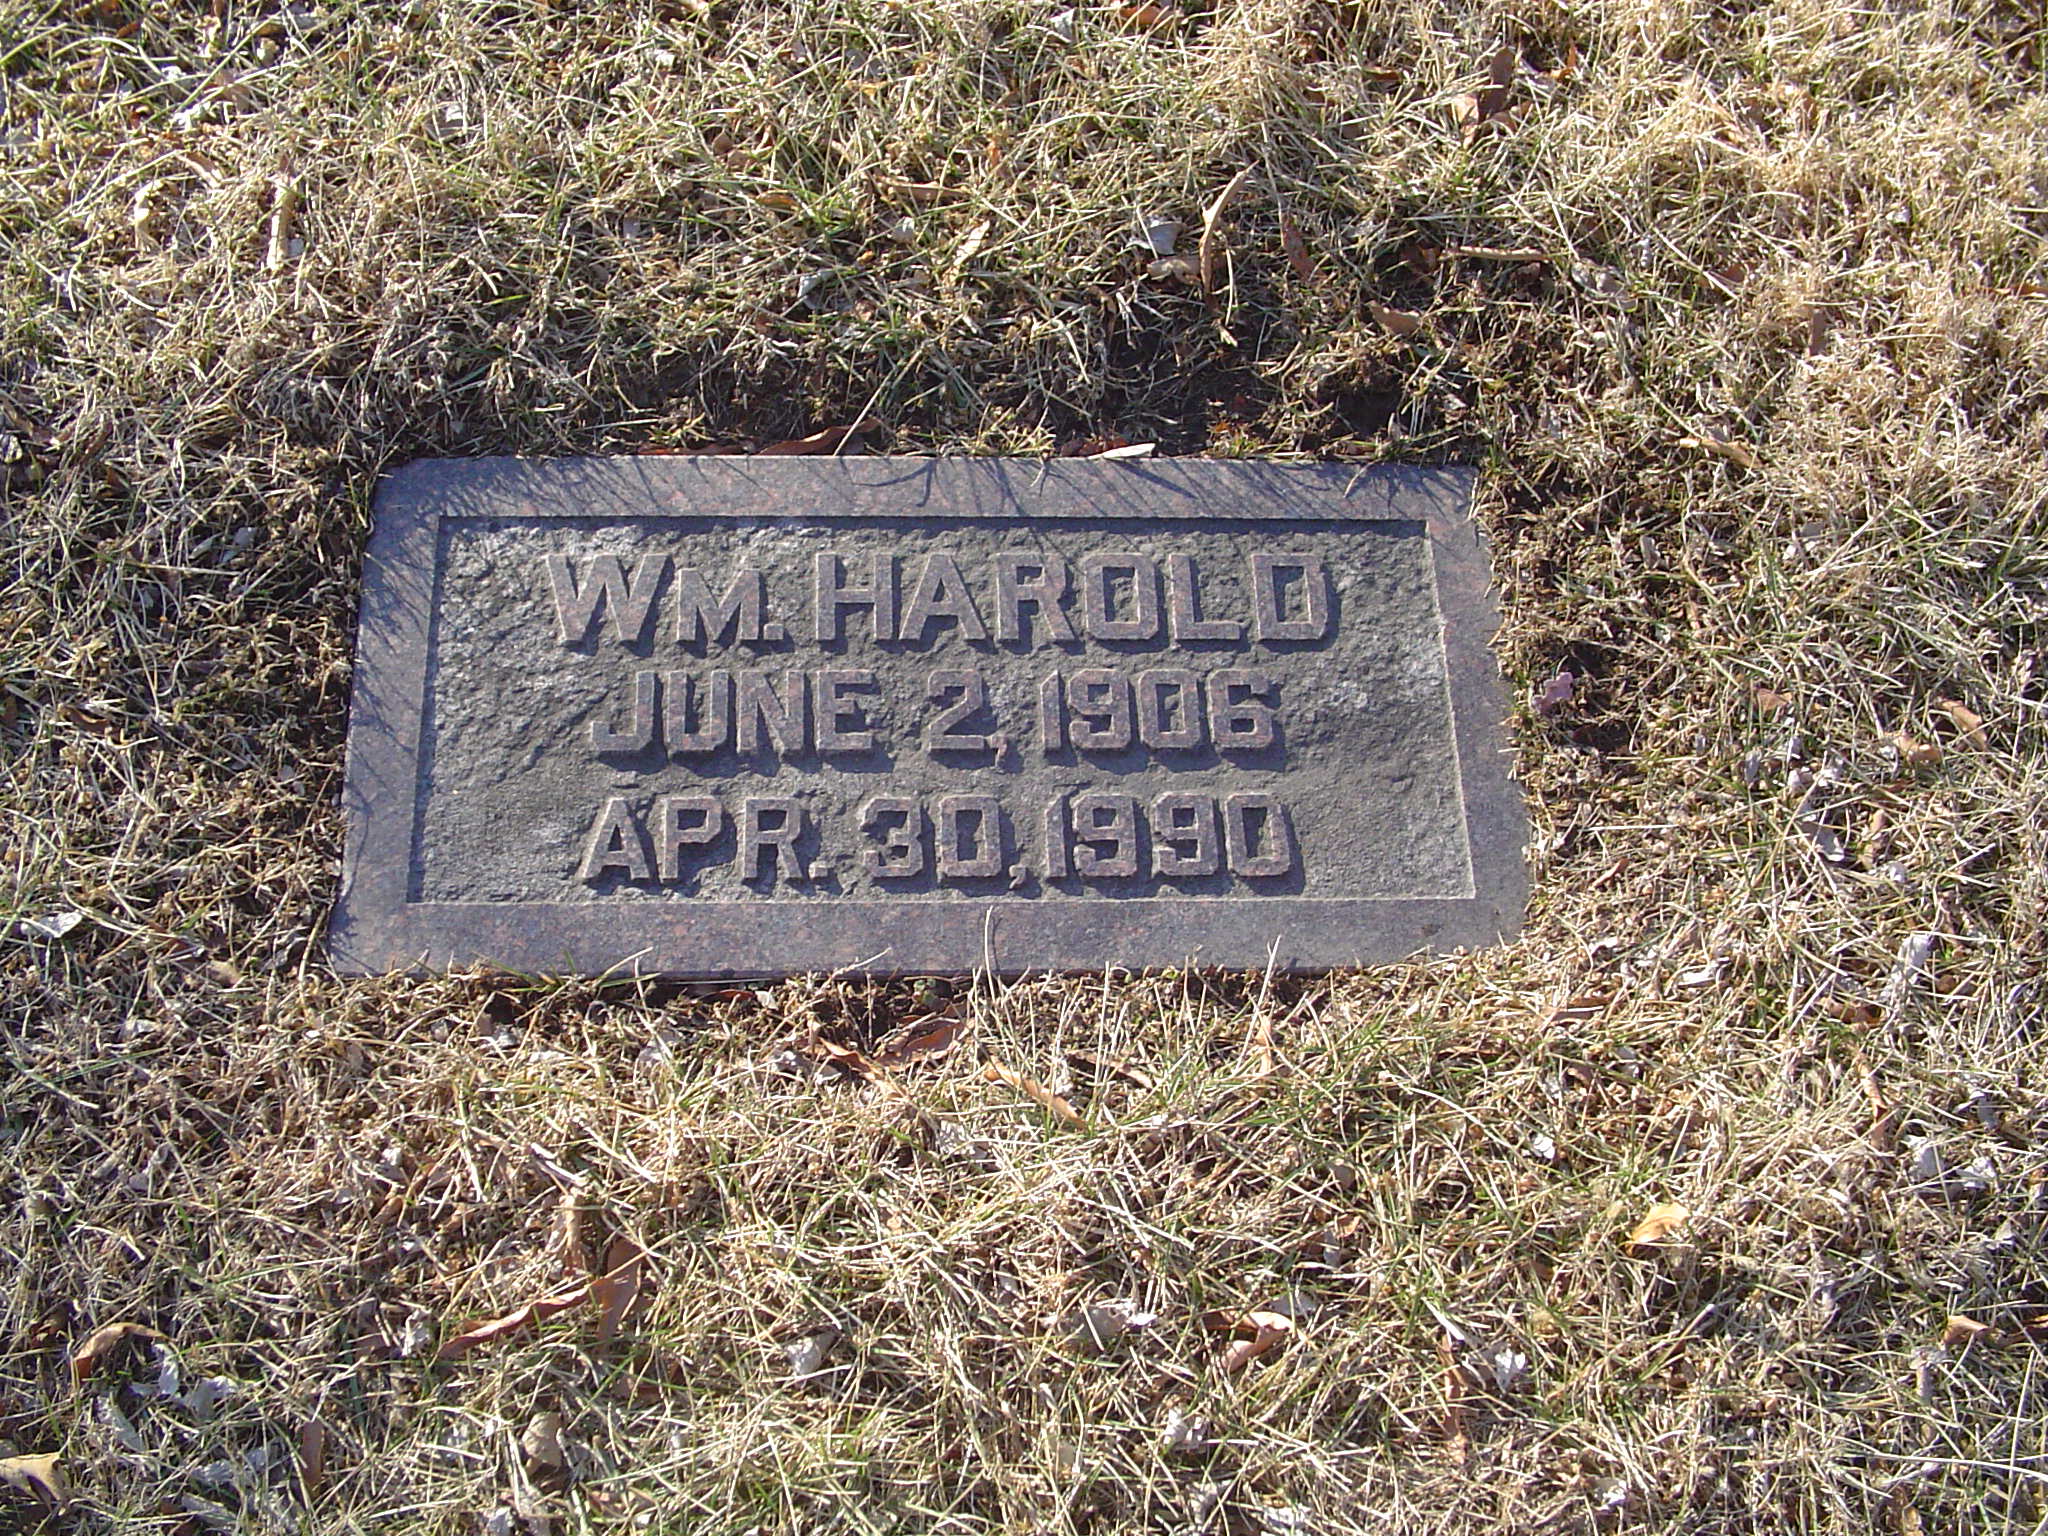 WM. HAROLD
JUNE 2, 1906
APR. 30, 1990